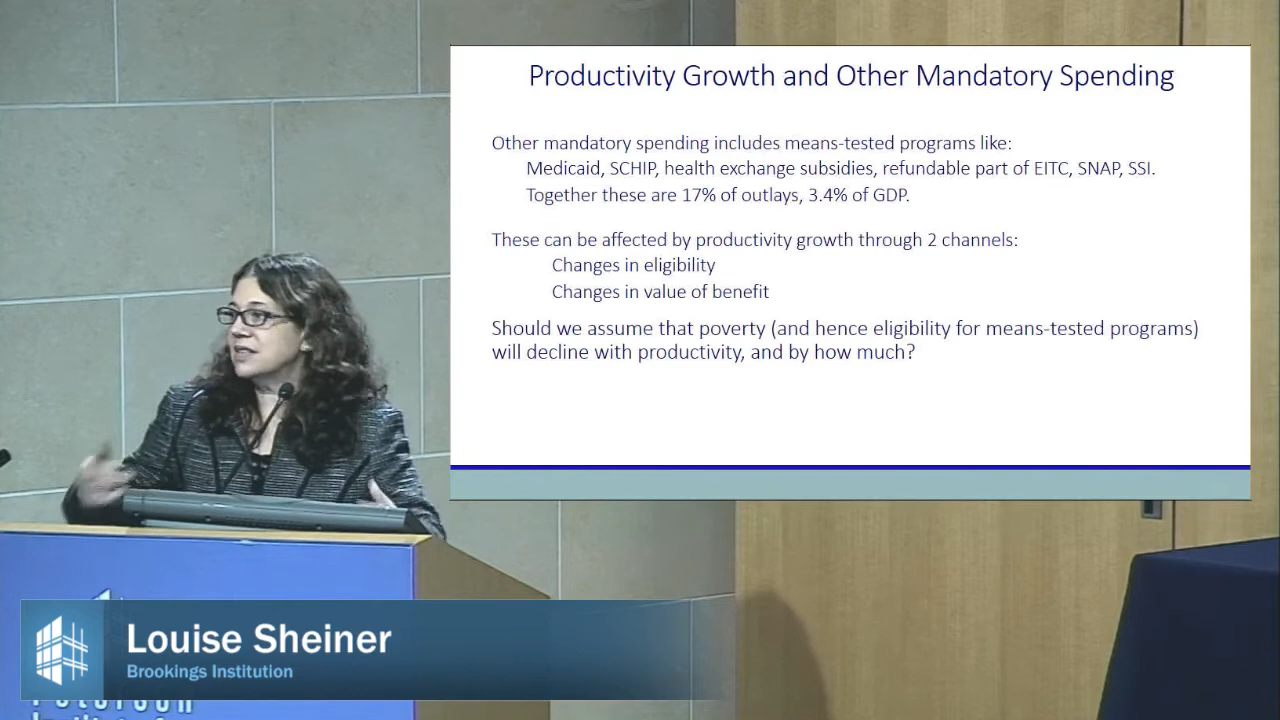 Productivity Growth and Other Mandatory Spending
Other mandatory spending includes means-tested programs like:
Medicaid, SCHIP, health exchange subsidies, refundable part of EITC, SNAP, SSI.
Together these are 17% of outlays, 3.4% of GDP.
These can be affected by productivity growth through 2 channels:
Changes in eligibility
Changes in value of benefit
Should we assume that poverty (and hence eligibility for means-tested programs)
will decline with productivity, and by how much?
Louise Sheiner
Brookings Institution